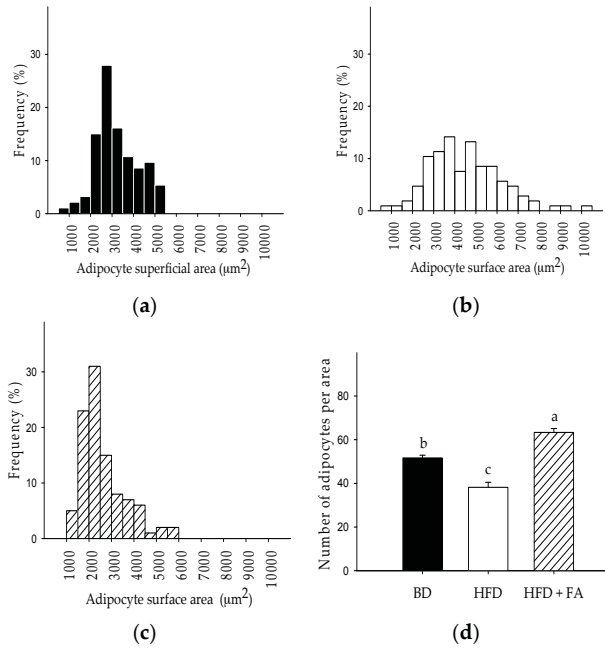 Frequency (%)
30
20
10
0
1000
2000
3000
4000
5000
6000
7000
8000
9000
10000
Adipocyte superficial area (µm²)
(a)
Frequency (%)
30
20
10
0
1000
2000
3000
4000
5000
6000
7000
8000
9000
10000
Adipocyte surface area (µm²)
(b)
Frequency (%)
30
20
10
0
1000
2000
3000
4000
5000
6000
7000
8000
9000
10000
Adipocyte surface area (µm²)
(c)
Number of adipocytes per area
80
60
40
20
0
b
c
a
BD
HFD
HFD + FA
(d)